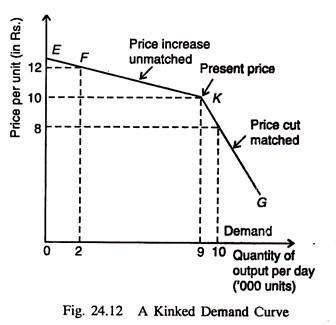 Price per unit (in Rs.)
E
F
Price increase
unmatched
Present price
12
10
8
K
Price cut
matched
G
Demand
0
2
9
10
Quantity of
output per day
('000 units)
Fig. 24.12 A Kinked Demand Curve